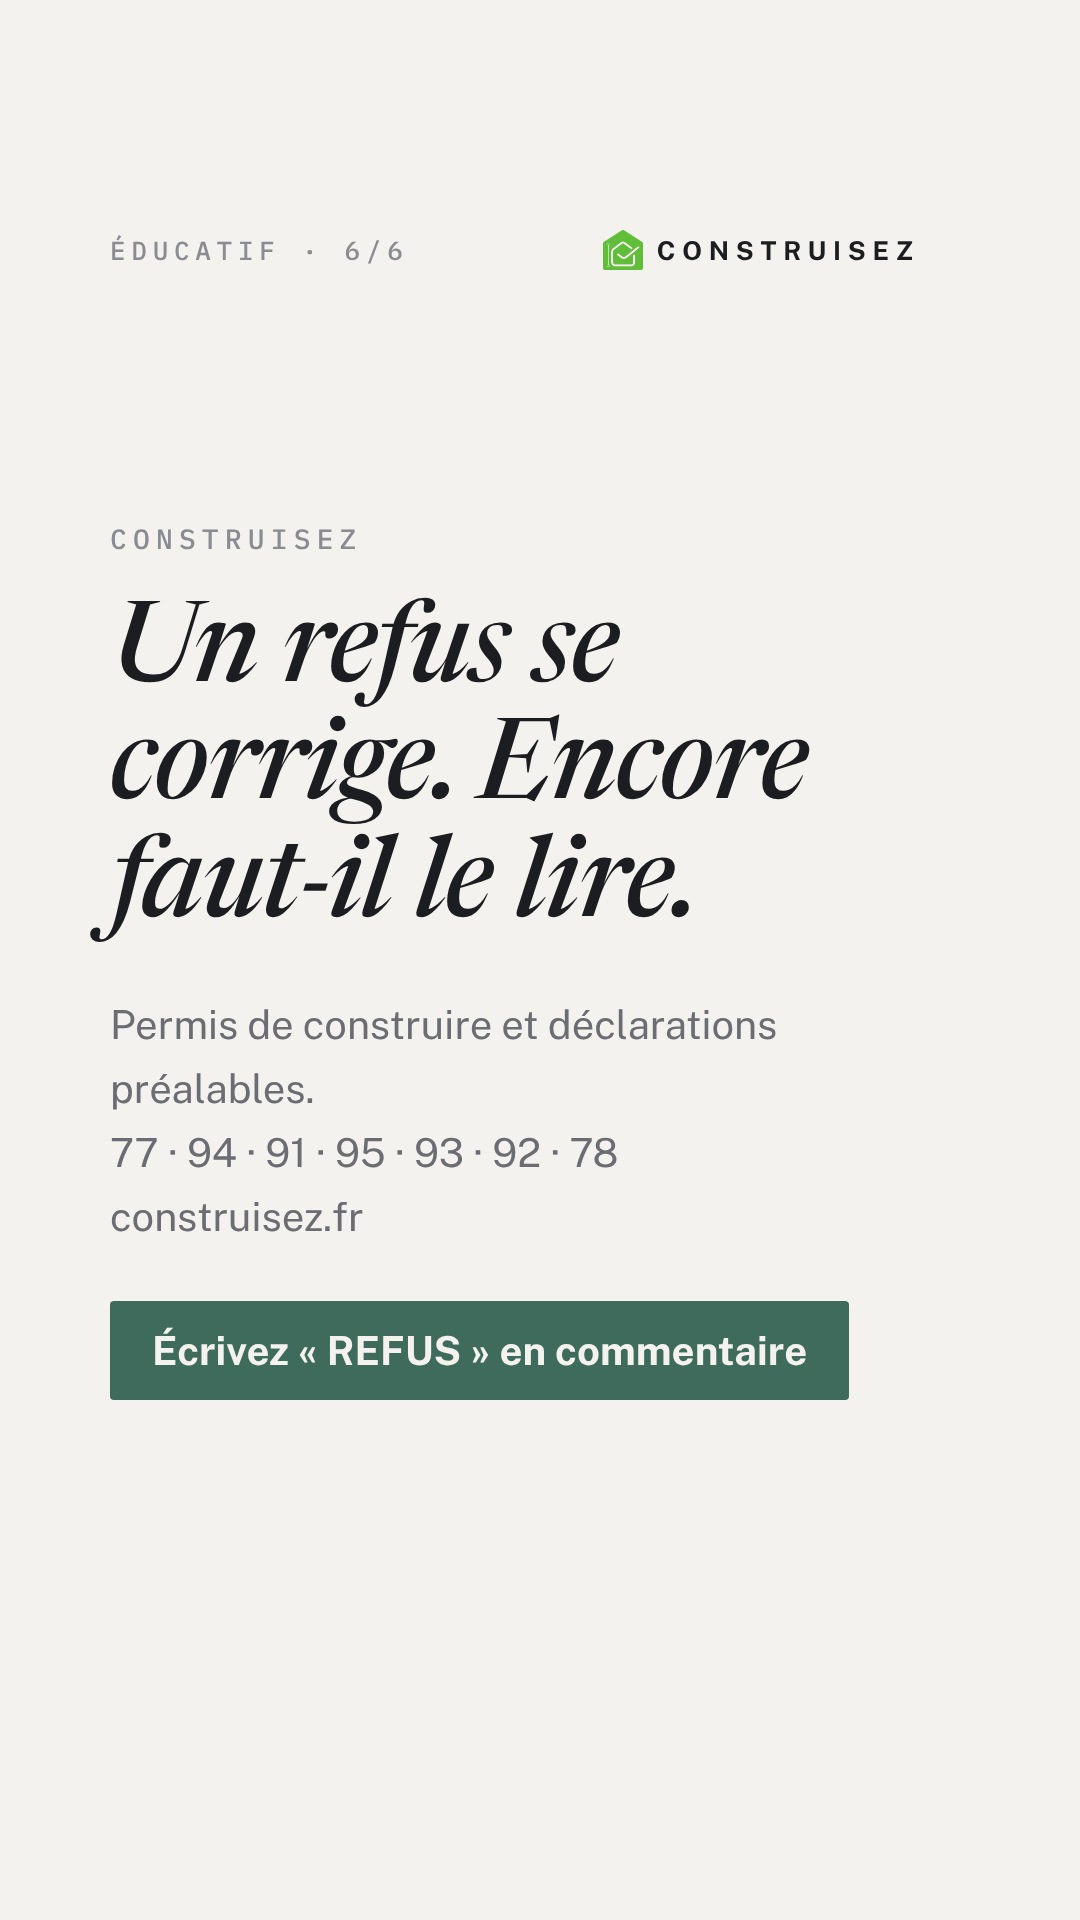 ÉDUCATIF · 6/6
CONSTRUISEZ
CONSTRUISEZ
Un refus se
corrige. Encore
faut-il le lire.
Permis de construire et déclarations
préalables.
77 · 94 · 91 · 95 · 93 · 92 · 78
construisez.fr
Écrivez « REFUS » en commentaire